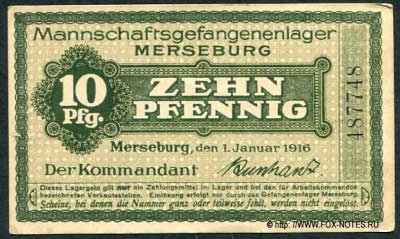 Mannschaftsgefangenenlager
MERSEBURG
10
Pfg.
ZEHN
PFENNIG
487748
Merseburg, den 1. Januar 1916
Der Kommandant
Dieses Lagergeld gilt nur als Zahlungsmittel im Lager und bei den für Arbeitskommandos
bezeichneten Verkaufsstellen. Einlösung erfolgt nur durch das Gefangenenlager Merseburg.
Scheine, bei denen die Nummer ganz oder teilweise fehlt, werden nicht eingelöst.
http://www.FOX-NOTES.RU